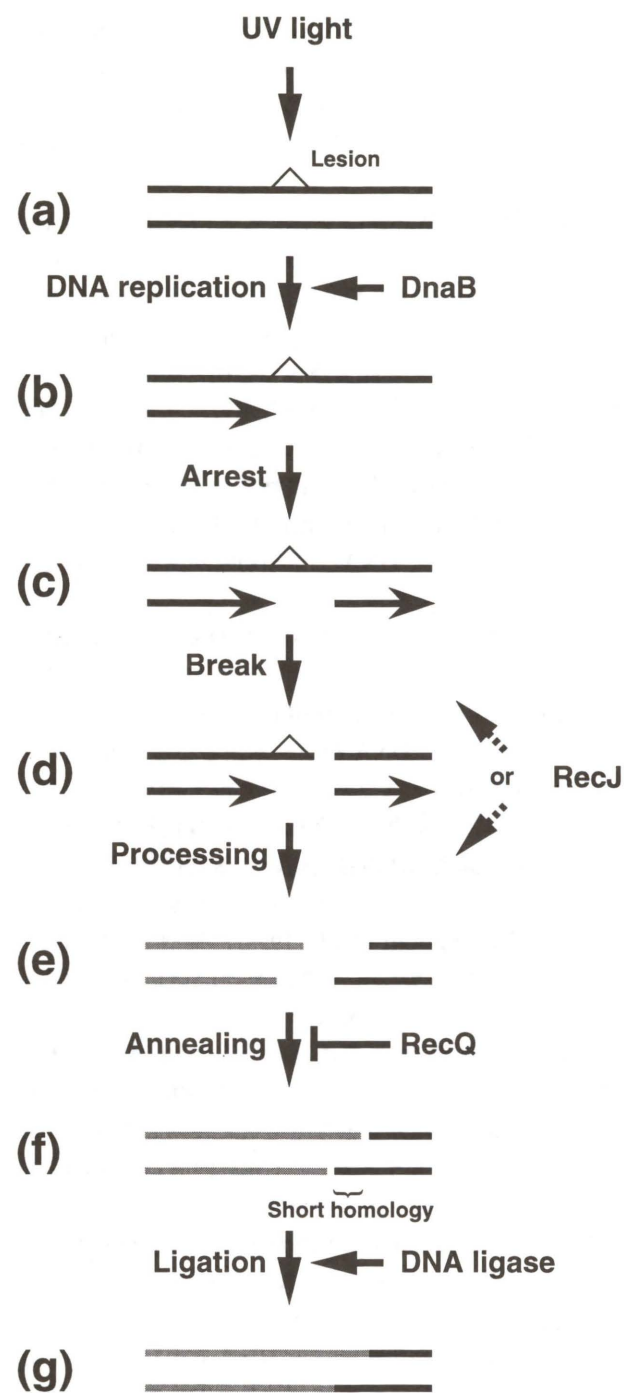 UV light
Lesion
(a)
DNA replication DnaB
(b)
Arrest
(c)
Break
(d)
or RecJ
Processing
(e)
Annealing RecQ
(f)
Short homology
Ligation DNA ligase
(g)